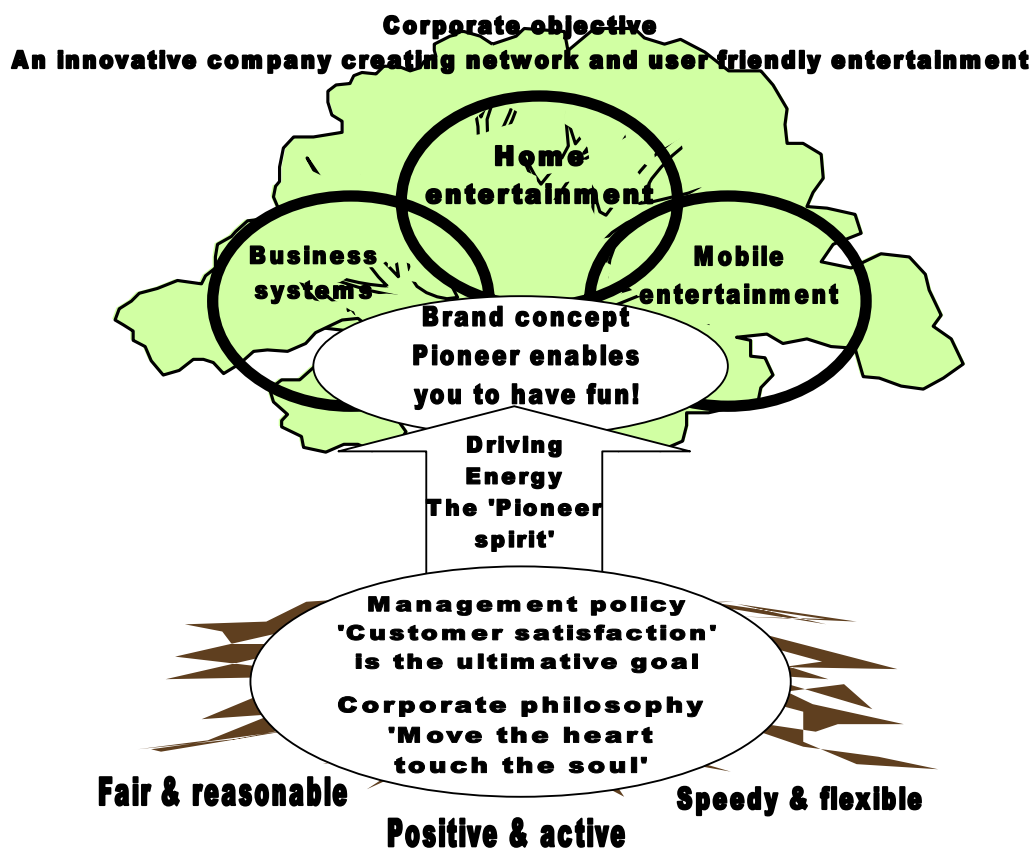 Corporate objective
An innovative company creating network and user friendly entertainment
Home
entertainment
Business
systems
Mobile
entertainment
Brand concept
Pioneer enables
you to have fun!
Driving
Energy
The 'Pioneer
spirit'
Management policy
'Customer satisfaction'
is the ultimative goal
Corporate philosophy
'Move the heart
touch the soul'
Fair & reasonable
Positive & active
Speedy & flexible